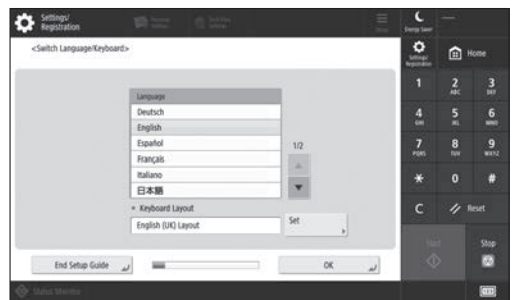 Settings/
Registration
Energy Saver
<Switch Language/Keyboard>
Settings/
Registration
Home
Language
Deutsch
English
Español
Français
Italiano
日本語
1/2
Keyboard Layout
English (UK) Layout
Set
1
2
ABC
3
DEF
4
GHI
5
JKL
6
MNO
7
PQRS
8
TUV
9
WXYZ
0
#
C
Reset
Start
Stop
End Setup Guide
OK
Status Monitor